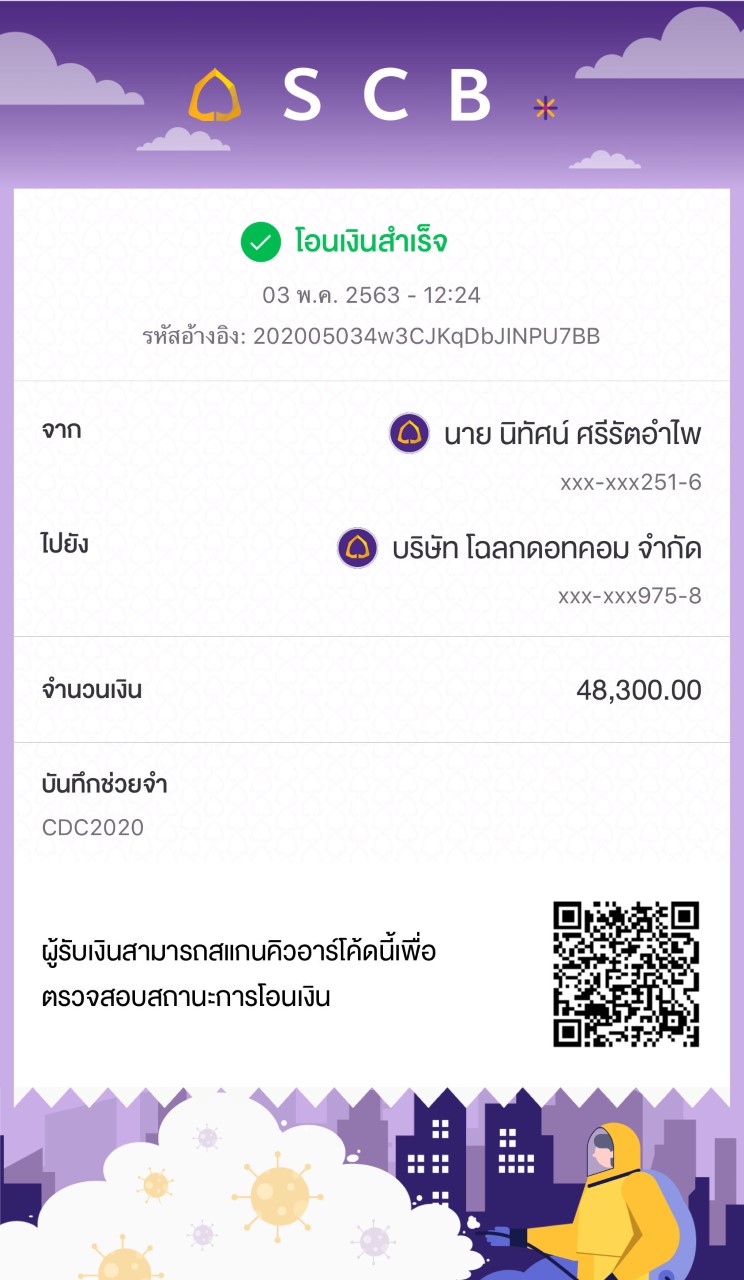 SCB
โอนเงินสำเร็จ
03 พ.ค. 2563 - 12:24
รหัสอ้างอิง: 202005034w3CJKqDbJINPU7BB
จาก
นาย นิทัศน์ ศรีรัตอำไพ
xxx-xxx251-6
ไปยัง
บริษัท โฉลกดอทคอม จำกัด
xxx-xxx975-8
จำนวนเงิน
48,300.00
บันทึกช่วยจำ
CDC2020
ผู้รับเงินสามารถสแกนคิวอาร์โค้ดนี้เพื่อ
ตรวจสอบสถานะการโอนเงิน